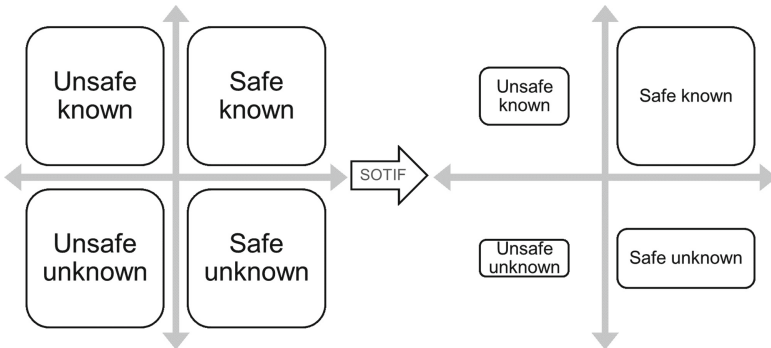 Unsafe
known
Safe
known
Unsafe
unknown
Safe
unknown
SOTIF
Unsafe
known
Safe known
Unsafe
unknown
Safe unknown